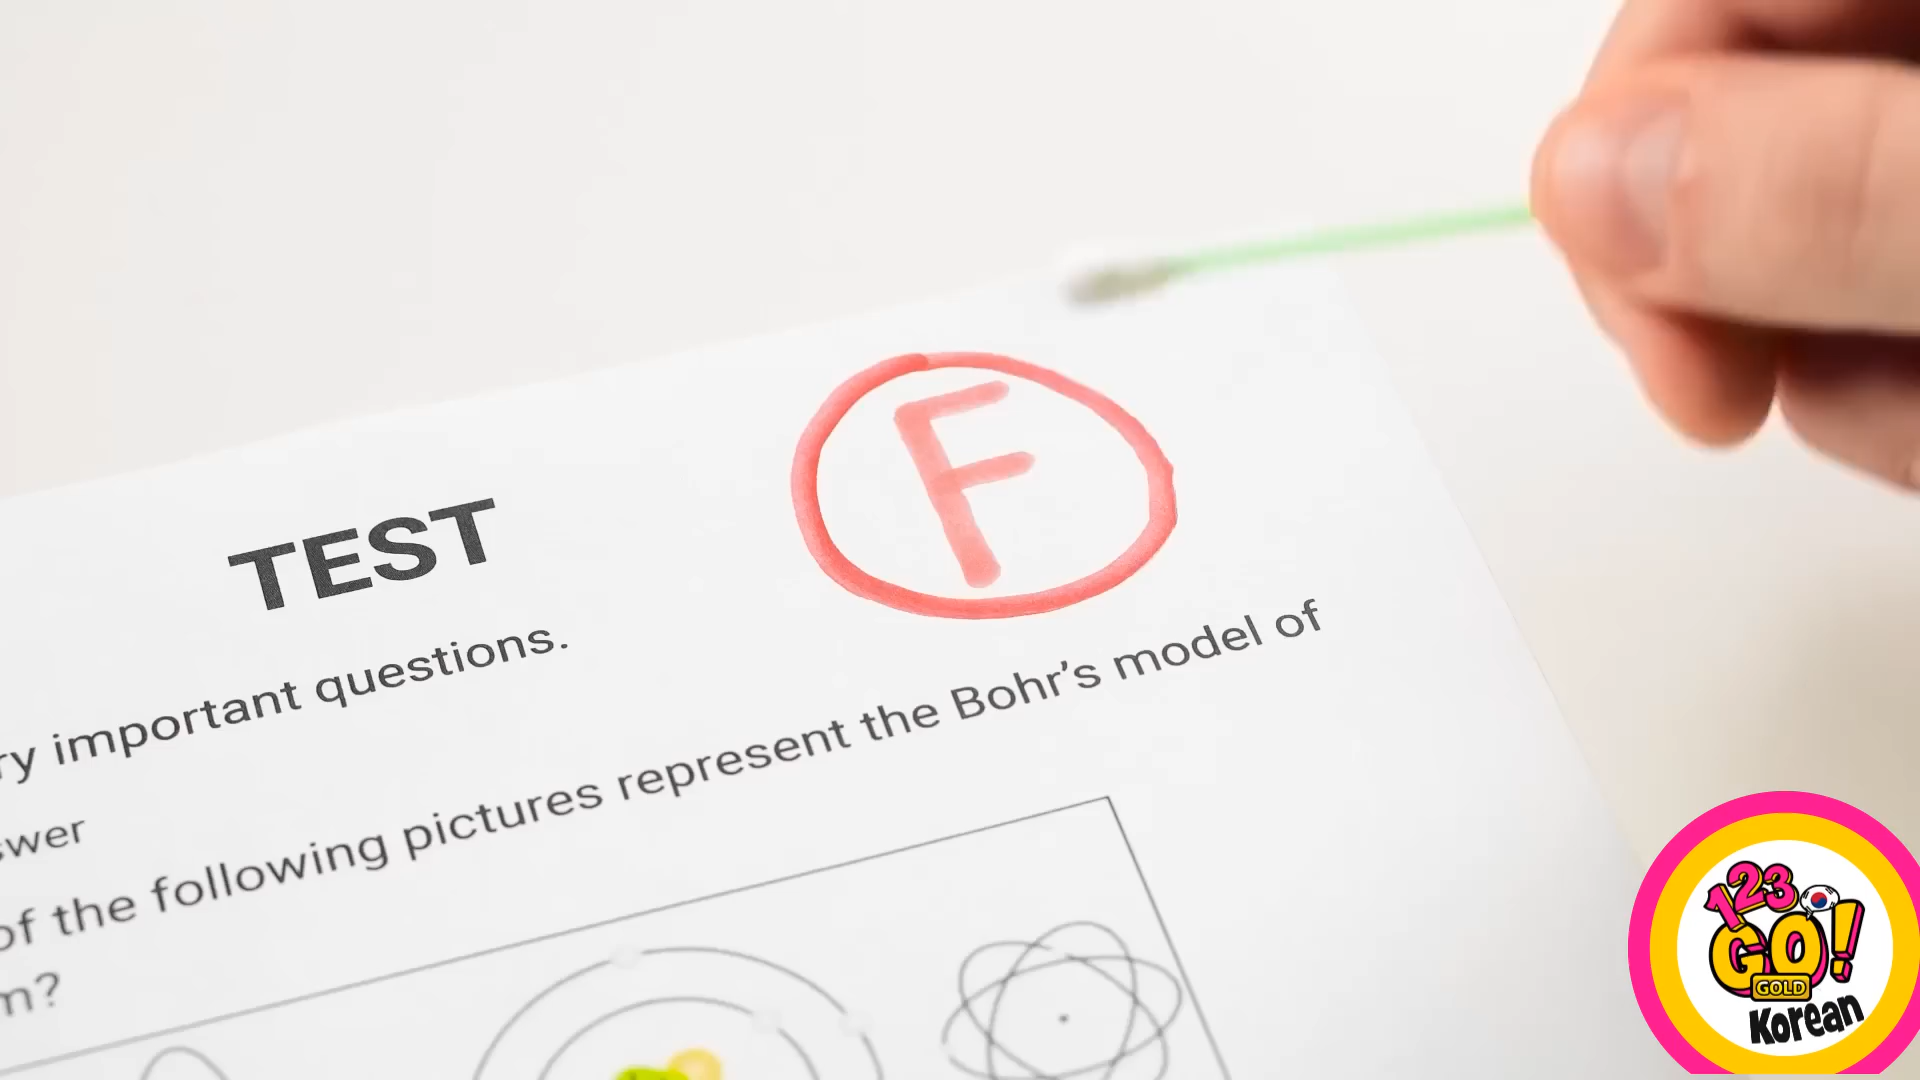 F
TEST
ry important questions.
swer
of the following pictures represent the Bohr's model of
m?
123
GO!
GOLD
Korean